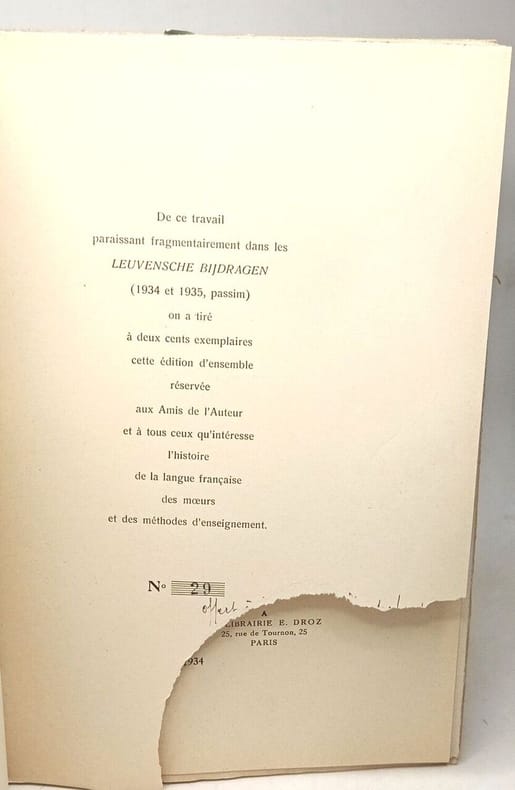 De ce travail
paraissant fragmentairement dans les
LEUVENSCHE BIJDRAGEN
(1934 et 1935, passim)
on a tiré
à deux cents exemplaires
cette édition d'ensemble
réservée
aux Amis de l'Auteur
et à tous ceux qu'intéresse
l'histoire
de la langue française
des mœurs
et des méthodes d'enseignement.
No 29
offert à
A
LIBRAIRIE E. DROZ
25, rue de Tournon, 25
PARIS
1934